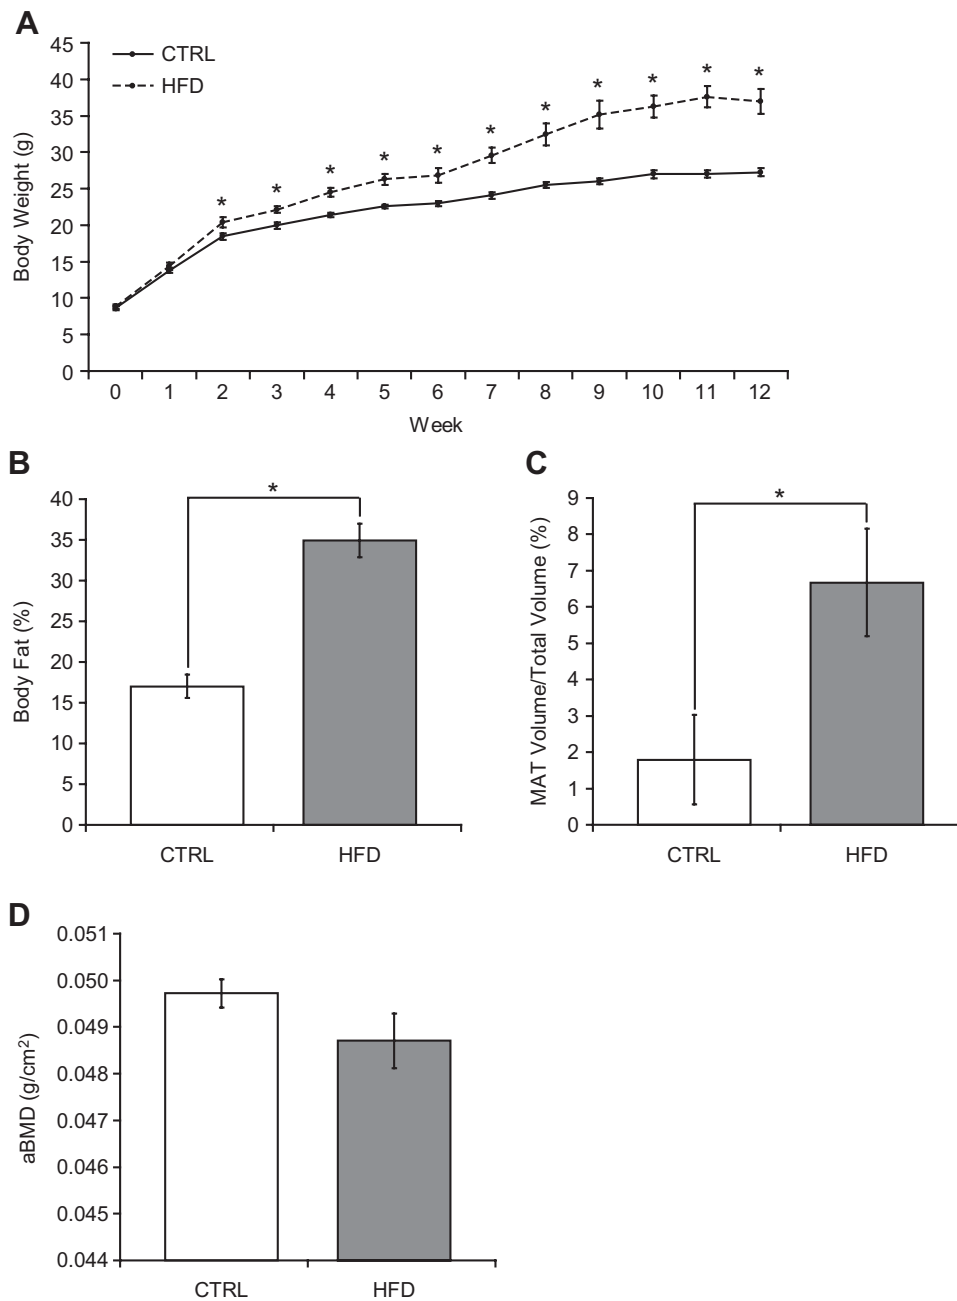 A
45
40
35
30
25
20
15
10
5
0
Body Weight (g)
CTRL
HFD
* * * * * * * * * * *
0 1 2 3 4 5 6 7 8 9 10 11 12
Week
B
40
35
30
25
20
15
10
5
0
Body Fat (%)
*
CTRL HFD
C
9
8
7
6
5
4
3
2
1
0
MAT Volume/Total Volume (%)
*
CTRL HFD
D
0.051
0.050
0.049
0.048
0.047
0.046
0.045
0.044
aBMD (g/cm²)
CTRL HFD